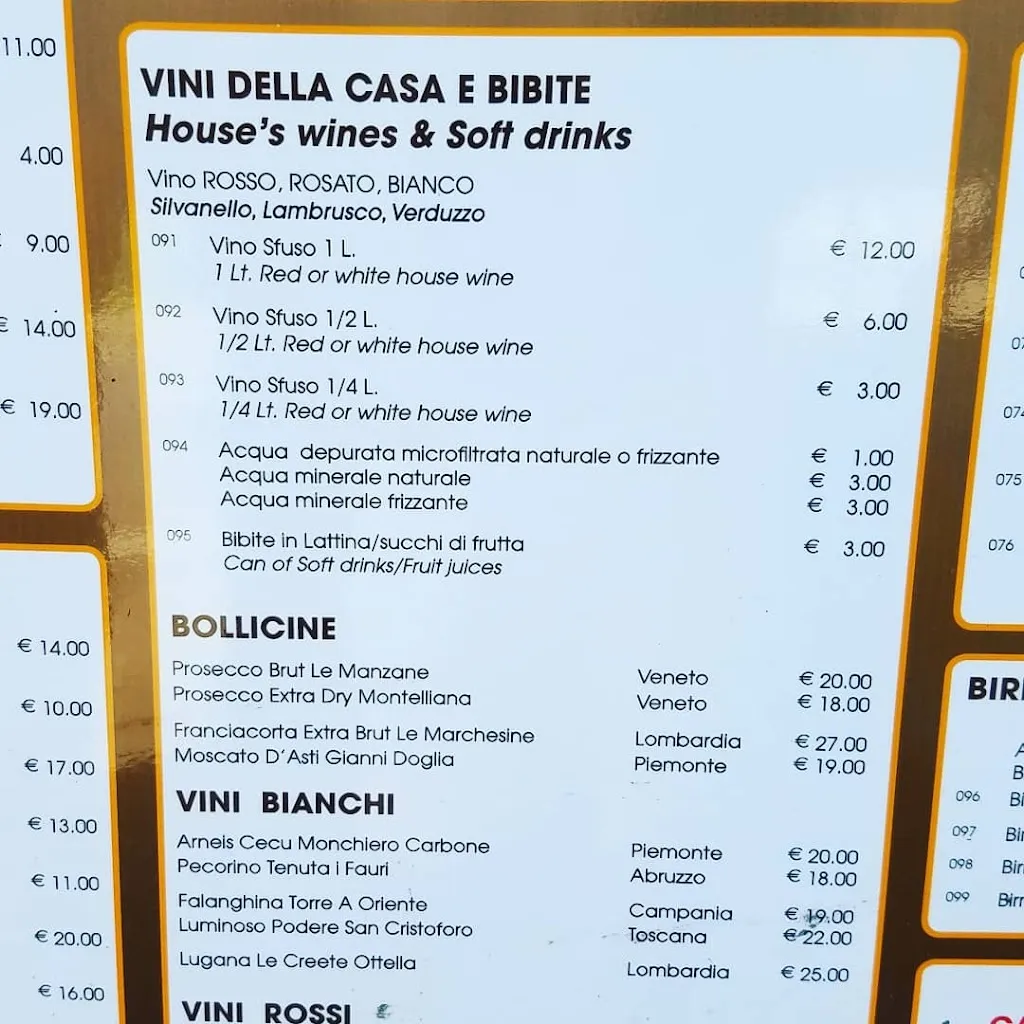 11.00
4.00
9.00
€ 14.00
€ 19.00
€ 14.00
€ 10.00
€ 17.00
€ 13.00
€ 11.00
€ 20.00
€ 16.00
VINI DELLA CASA E BIBITE
House's wines & Soft drinks
Vino ROSSO, ROSATO, BIANCO
Silvanello, Lambrusco, Verduzzo
091 Vino Sfuso 1 L. € 12.00
1 Lt. Red or white house wine
092 Vino Sfuso 1/2 L. € 6.00
1/2 Lt. Red or white house wine
093 Vino Sfuso 1/4 L. € 3.00
1/4 Lt. Red or white house wine
094 Acqua depurata microfiltrata naturale o frizzante € 1.00
Acqua minerale naturale € 3.00
Acqua minerale frizzante € 3.00
095 Bibite in Lattina/succhi di frutta € 3.00
Can of Soft drinks/Fruit juices
BOLLICINE
Prosecco Brut Le Manzane Veneto € 20.00
Prosecco Extra Dry Montelliana Veneto € 18.00
Franciacorta Extra Brut Le Marchesine Lombardia € 27.00
Moscato D'Asti Gianni Doglia Piemonte € 19.00
VINI BIANCHI
Arneis Cecu Monchiero Carbone Piemonte € 20.00
Pecorino Tenuta i Fauri Abruzzo € 18.00
Falanghina Torre A Oriente Campania € 19.00
Luminoso Podere San Cristoforo Toscana € 22.00
Lugana Le Creete Ottella Lombardia € 25.00
VINI ROSSI
075
076
BIR
096 Bi
097 Bir
098 Birr
099 Birr